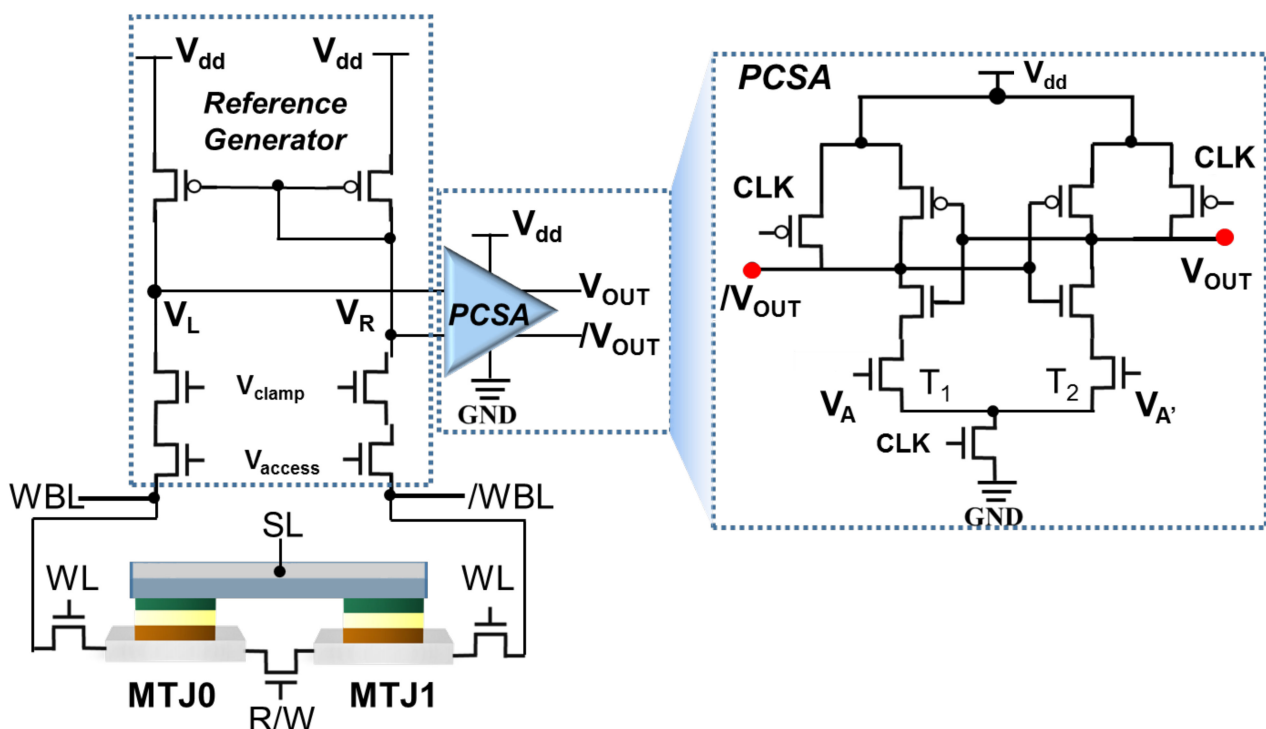 Vdd
Vdd
Reference
Generator
VL
VR
Vclamp
Vaccess
WBL
/WBL
SL
WL
WL
MTJ0
MTJ1
R/W
Vdd
PCSA
VOUT
/VOUT
GND
PCSA
Vdd
CLK
CLK
/VOUT
VOUT
T1
T2
VA
VA'
CLK
GND